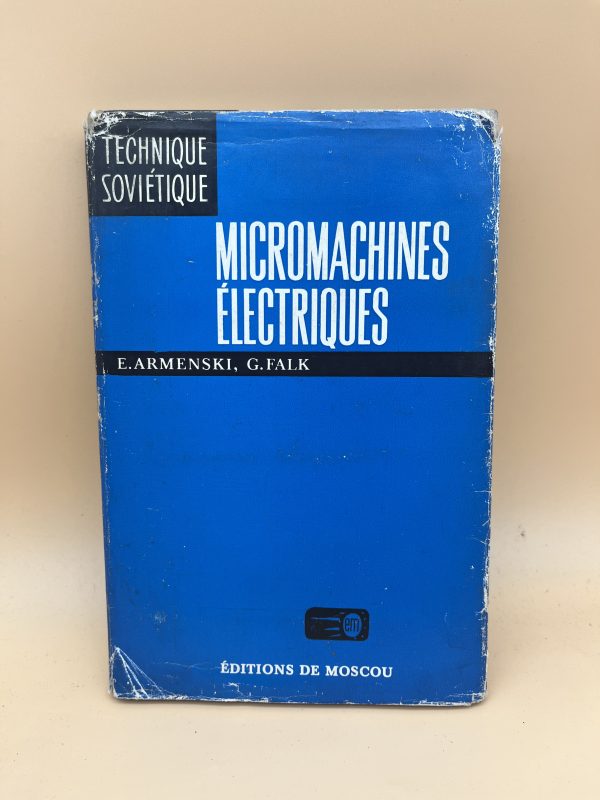 TECHNIQUE
SOVIÉTIQUE
MICROMACHINES
ÉLECTRIQUES
E.ARMENSKI, G.FALK
ÉDITIONS DE MOSCOU